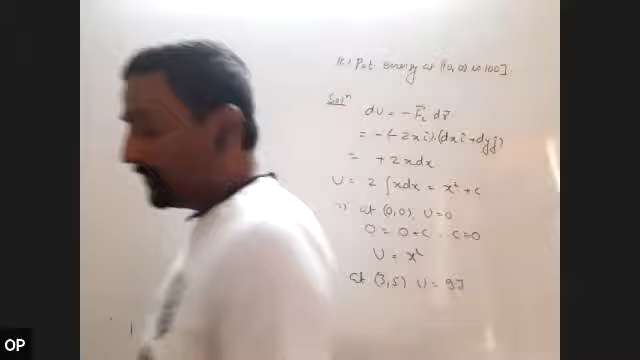 ii) Pot. energy at (0,0) is 100J.
Solⁿ
dU = -F⃗c dr⃗
= -(-2xî).(dxî+dyĵ)
= +2xdx
U = 2∫xdx = x²+c
i) at (0,0), U=0
0 = 0+c, c=0
U = x²
at (3,5) U = 9J
OP